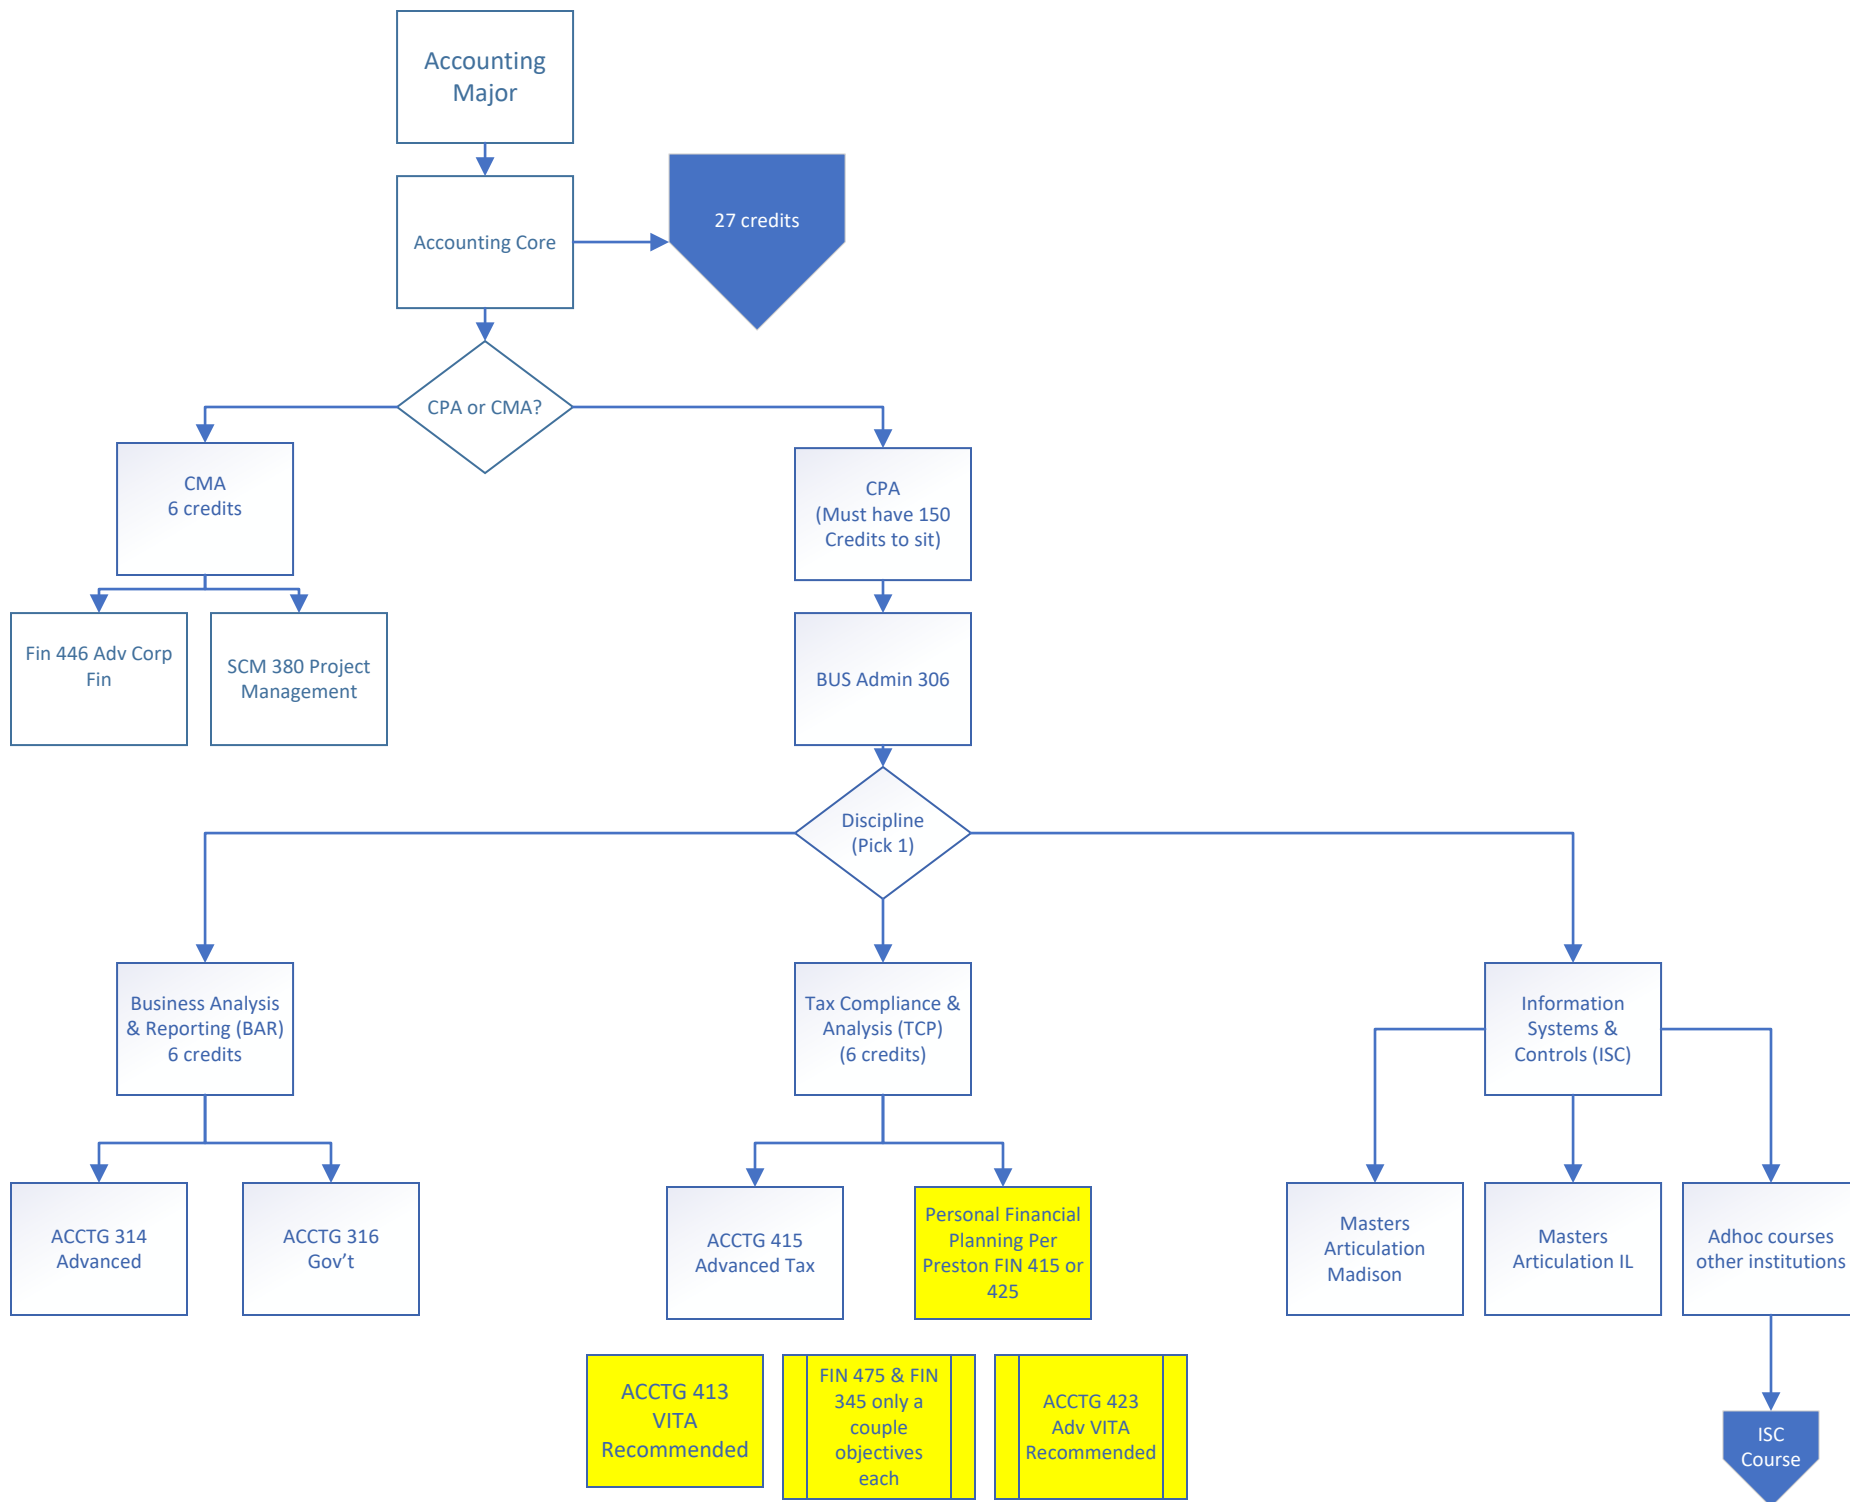 Accounting
Major
Accounting Core
27 credits
CPA or CMA?
CMA
6 credits
CPA
(Must have 150
Credits to sit)
Fin 446 Adv Corp
Fin
SCM 380 Project
Management
BUS Admin 306
Discipline
(Pick 1)
Business Analysis
& Reporting (BAR)
6 credits
Tax Compliance &
Analysis (TCP)
(6 credits)
Information
Systems &
Controls (ISC)
ACCTG 314
Advanced
ACCTG 316
Gov’t
ACCTG 415
Advanced Tax
Personal Financial
Planning Per
Preston FIN 415 or
425
Masters
Articulation
Madison
Masters
Articulation IL
Adhoc courses
other institutions
ACCTG 413
VITA
Recommended
FIN 475 & FIN
345 only a
couple
objectives
each
ACCTG 423
Adv VITA
Recommended
ISC
Course